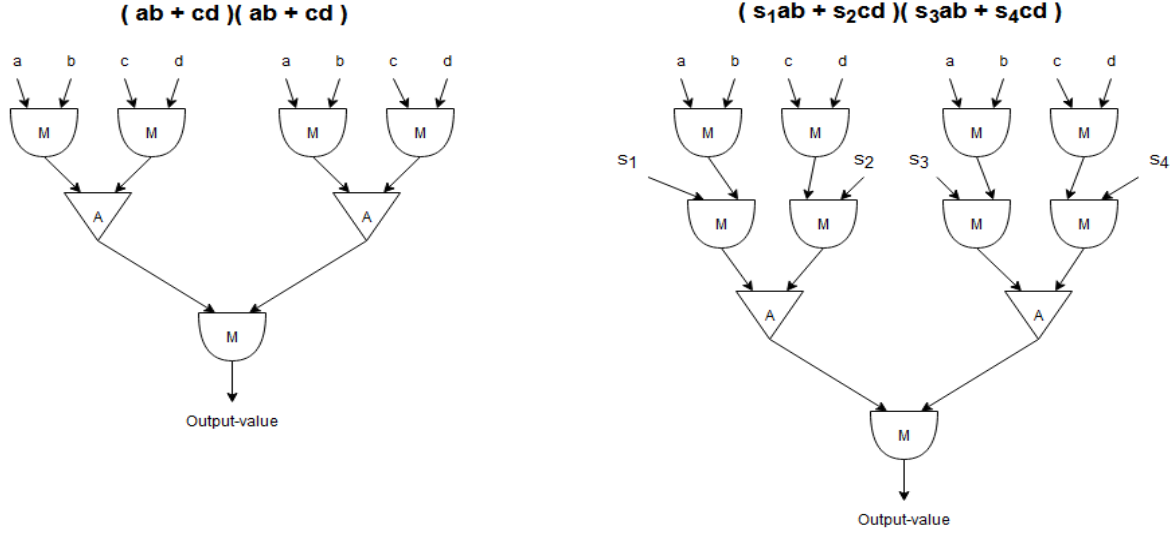 ( ab + cd )( ab + cd )
( s₁ab + s₂cd )( s₃ab + s₄cd )
a b c d a b c d
a b c d a b c d
M M M M
M M M M
s₁ s₂ s₃ s₄
A A
M M M M
M
A A
Output-value
M
Output-value